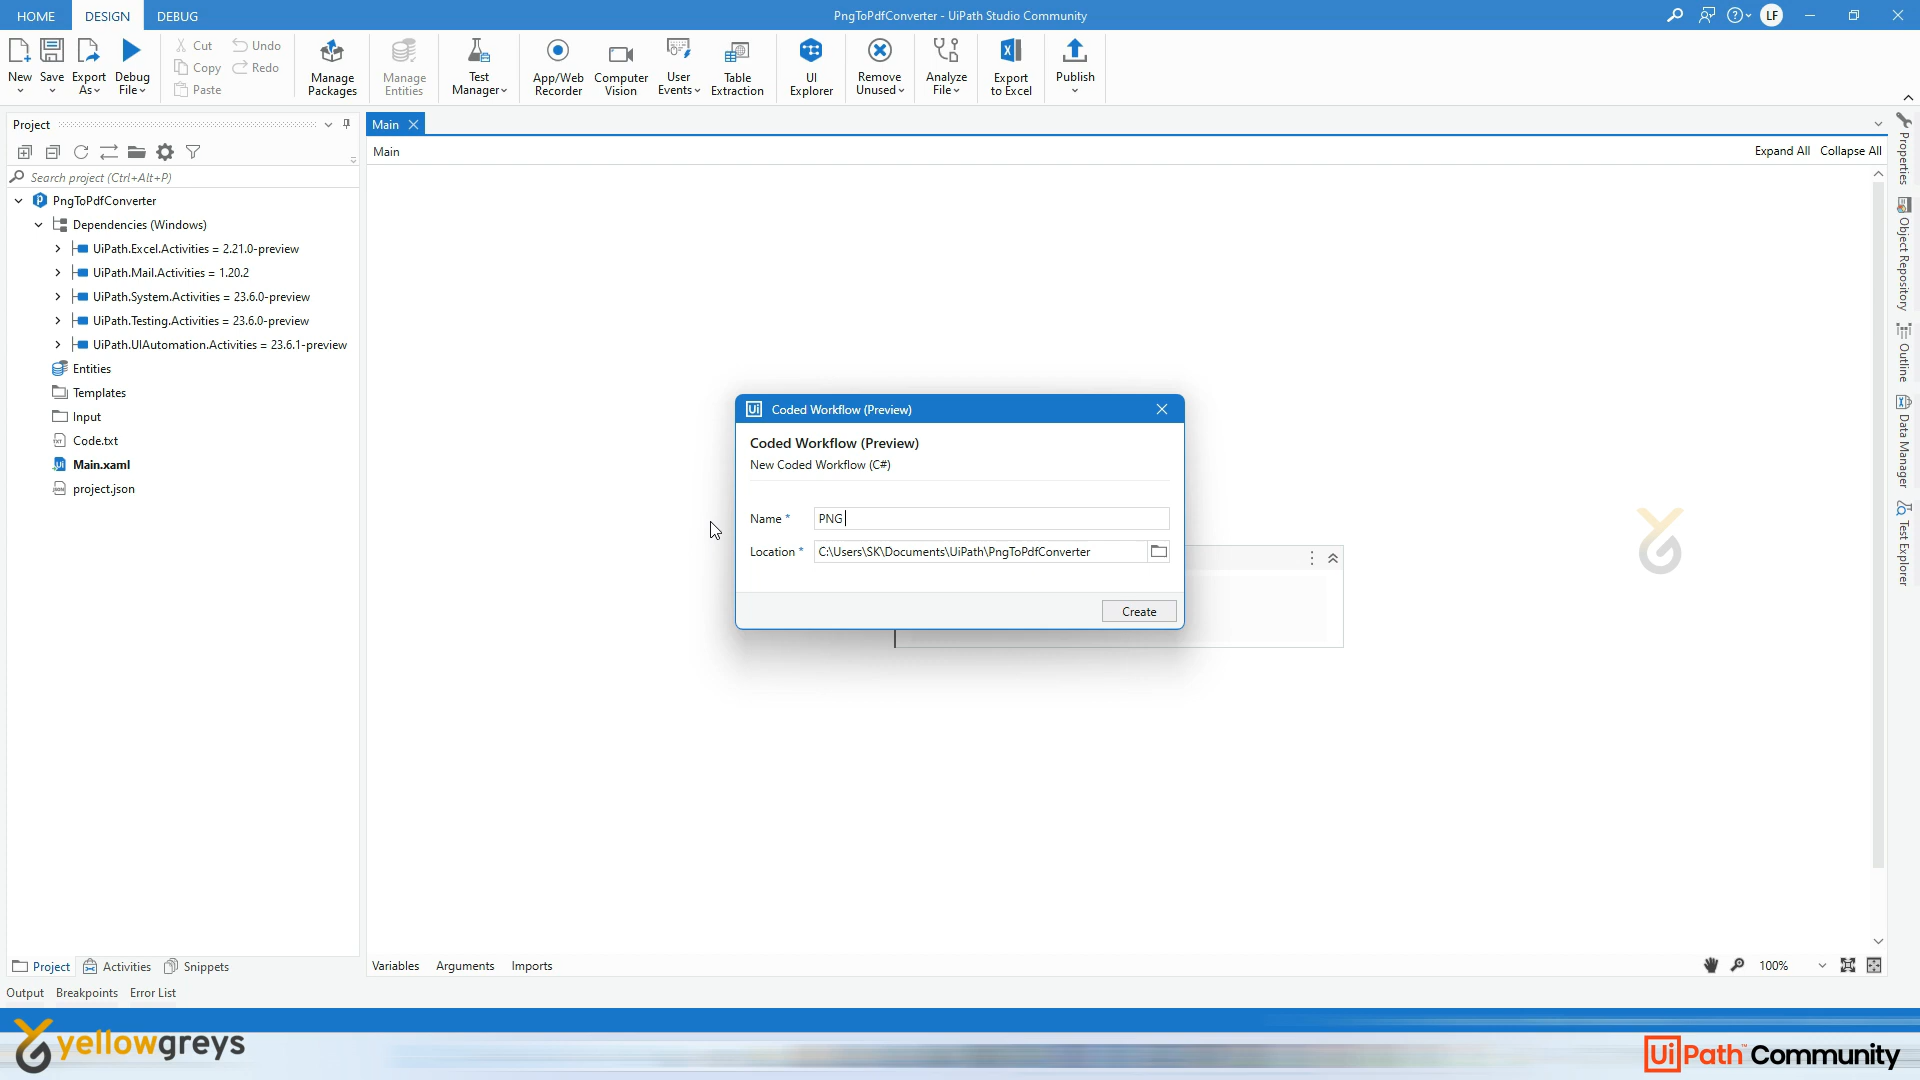 HOME DESIGN DEBUG PngToPdfConverter - UiPath Studio Community LF
New Save Export As Debug File Cut Copy Paste Undo Redo Manage Packages Manage Entities Test Manager App/Web Recorder Computer Vision User Events Table Extraction UI Explorer Remove Unused Analyze File Export to Excel Publish
Project
Main
Main
Expand All Collapse All
Search project (Ctrl+Alt+P)
PngToPdfConverter
Dependencies (Windows)
UiPath.Excel.Activities = 2.21.0-preview
UiPath.Mail.Activities = 1.20.2
UiPath.System.Activities = 23.6.0-preview
UiPath.Testing.Activities = 23.6.0-preview
UiPath.UIAutomation.Activities = 23.6.1-preview
Entities
Templates
Input
Code.txt
Main.xaml
project.json
Ui Coded Workflow (Preview)
Coded Workflow (Preview)
New Coded Workflow (C#)
Name * PNG
Location * C:\Users\SK\Documents\UiPath\PngToPdfConverter
Create
Properties
Object Repository
Outline
Data Manager
Test Explorer
Project Activities Snippets
Variables Arguments Imports
100%
Output Breakpoints Error List
yellowgreys
UiPath™ Community